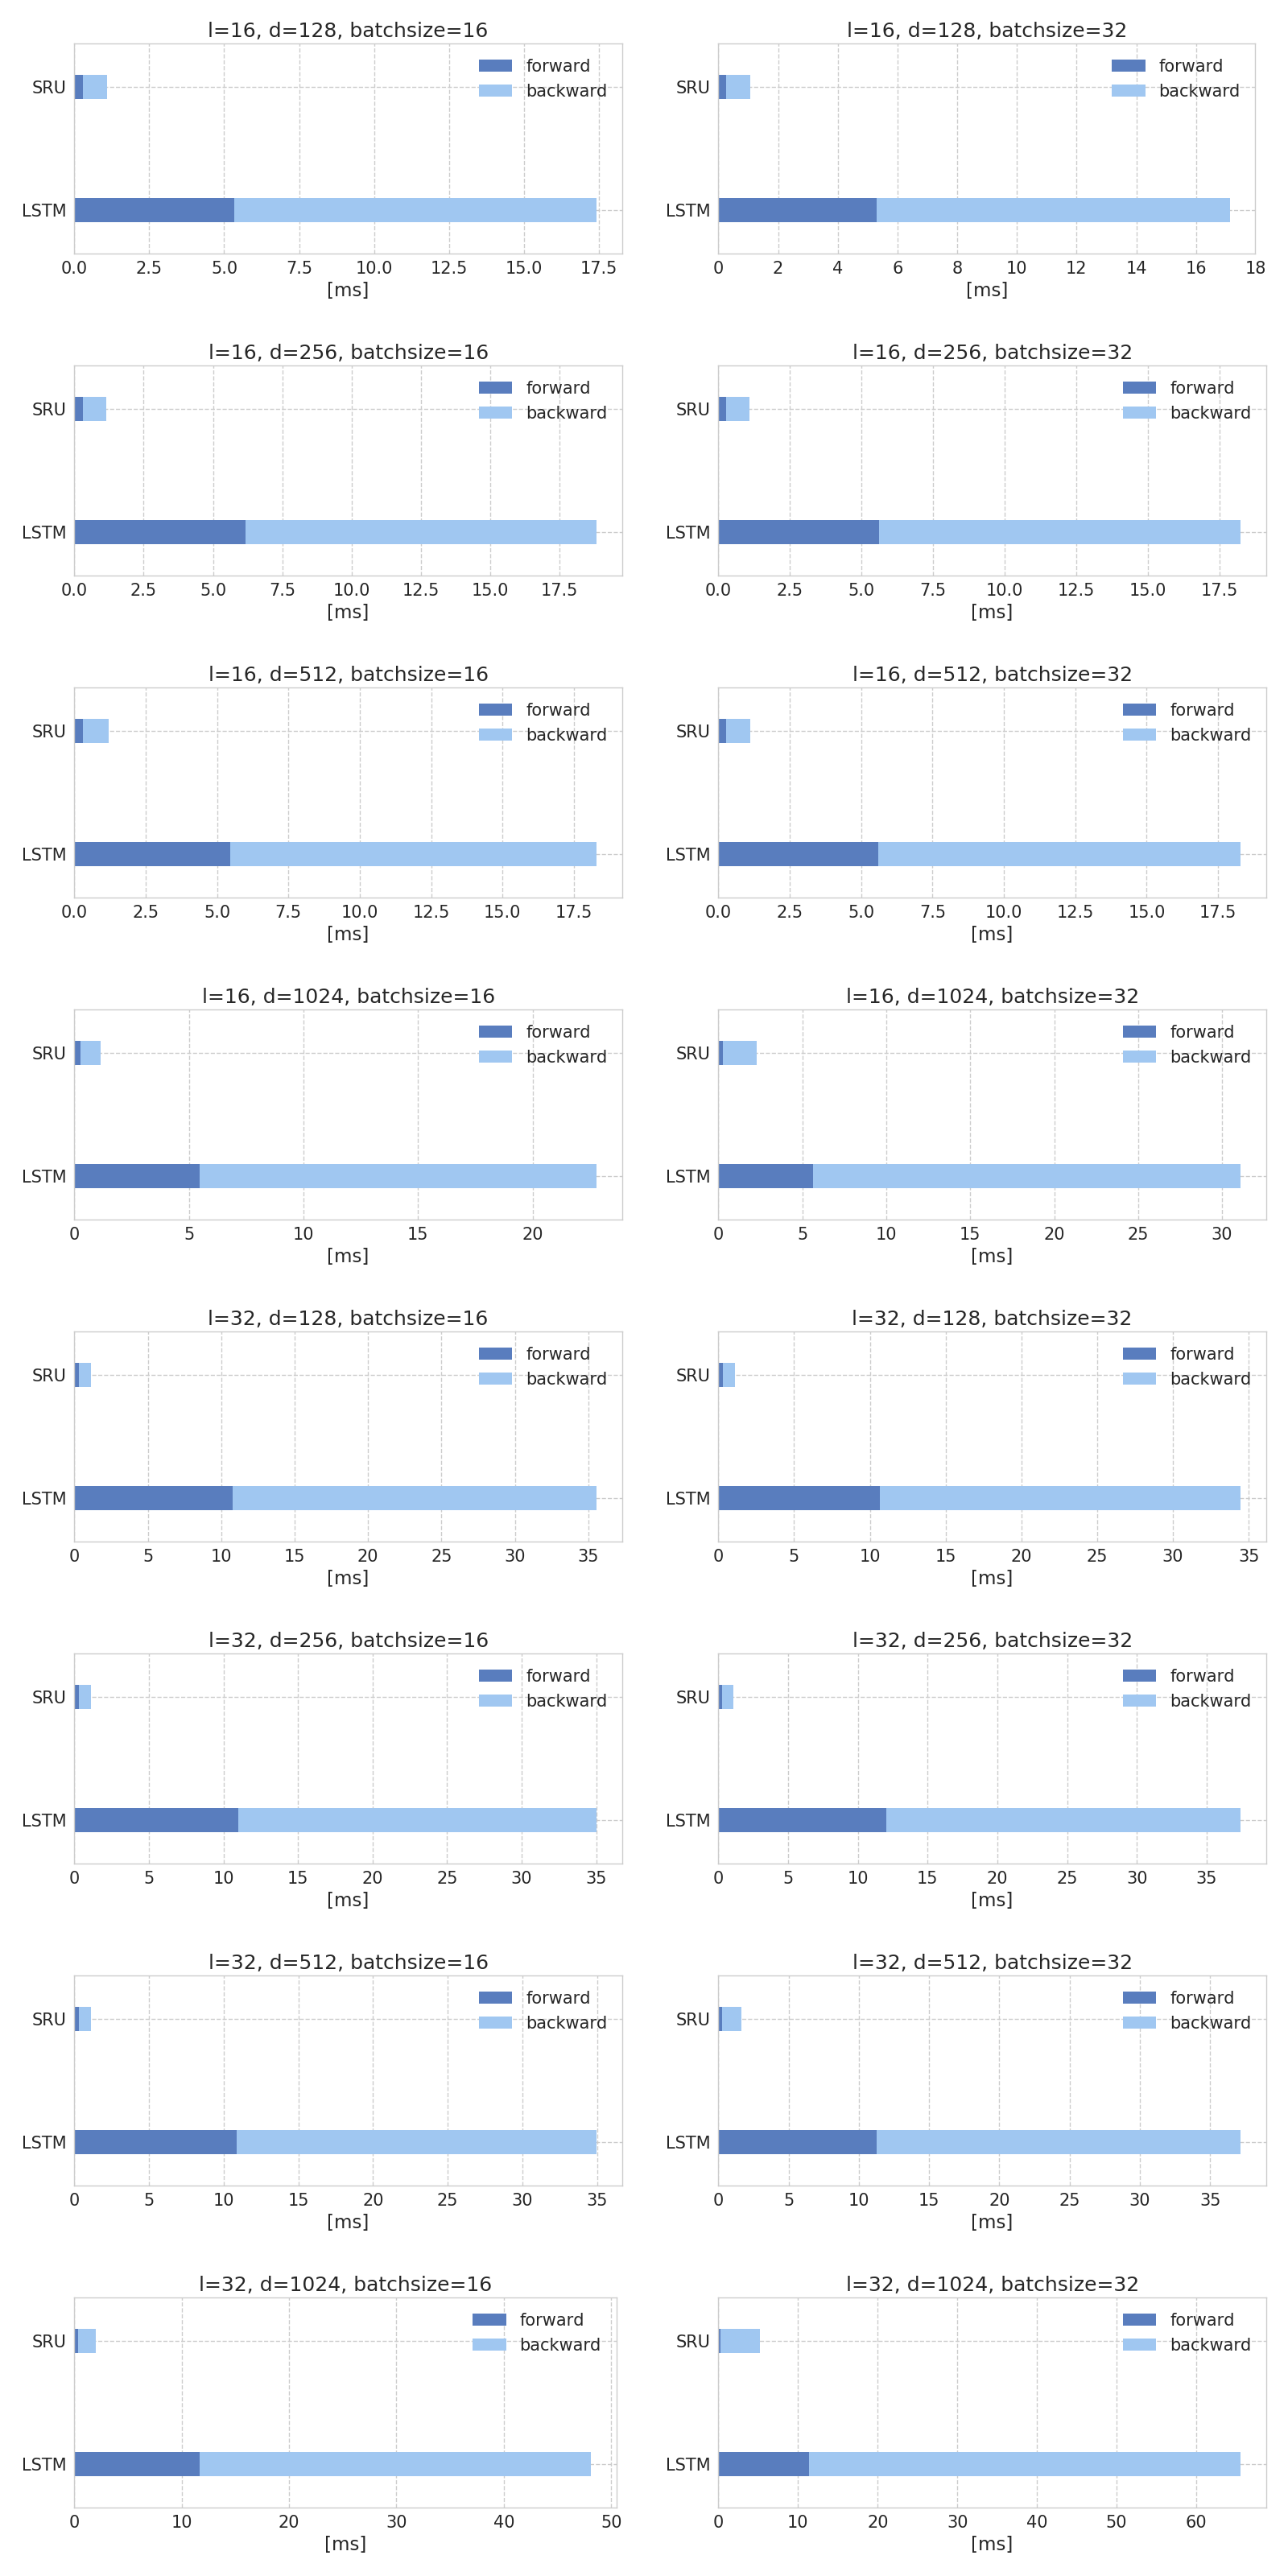 l=16, d=128, batchsize=16
SRU
forward
backward
LSTM
0.0 2.5 5.0 7.5 10.0 12.5 15.0 17.5
[ms]
l=16, d=128, batchsize=32
SRU
forward
backward
LSTM
0 2 4 6 8 10 12 14 16 18
[ms]
l=16, d=256, batchsize=16
SRU
forward
backward
LSTM
0.0 2.5 5.0 7.5 10.0 12.5 15.0 17.5
[ms]
l=16, d=256, batchsize=32
SRU
forward
backward
LSTM
0.0 2.5 5.0 7.5 10.0 12.5 15.0 17.5
[ms]
l=16, d=512, batchsize=16
SRU
forward
backward
LSTM
0.0 2.5 5.0 7.5 10.0 12.5 15.0 17.5
[ms]
l=16, d=512, batchsize=32
SRU
forward
backward
LSTM
0.0 2.5 5.0 7.5 10.0 12.5 15.0 17.5
[ms]
l=16, d=1024, batchsize=16
SRU
forward
backward
LSTM
0 5 10 15 20
[ms]
l=16, d=1024, batchsize=32
SRU
forward
backward
LSTM
0 5 10 15 20 25 30
[ms]
l=32, d=128, batchsize=16
SRU
forward
backward
LSTM
0 5 10 15 20 25 30 35
[ms]
l=32, d=128, batchsize=32
SRU
forward
backward
LSTM
0 5 10 15 20 25 30 35
[ms]
l=32, d=256, batchsize=16
SRU
forward
backward
LSTM
0 5 10 15 20 25 30 35
[ms]
l=32, d=256, batchsize=32
SRU
forward
backward
LSTM
0 5 10 15 20 25 30 35
[ms]
l=32, d=512, batchsize=16
SRU
forward
backward
LSTM
0 5 10 15 20 25 30 35
[ms]
l=32, d=512, batchsize=32
SRU
forward
backward
LSTM
0 5 10 15 20 25 30 35
[ms]
l=32, d=1024, batchsize=16
SRU
forward
backward
LSTM
0 10 20 30 40 50
[ms]
l=32, d=1024, batchsize=32
SRU
forward
backward
LSTM
0 10 20 30 40 50 60
[ms]